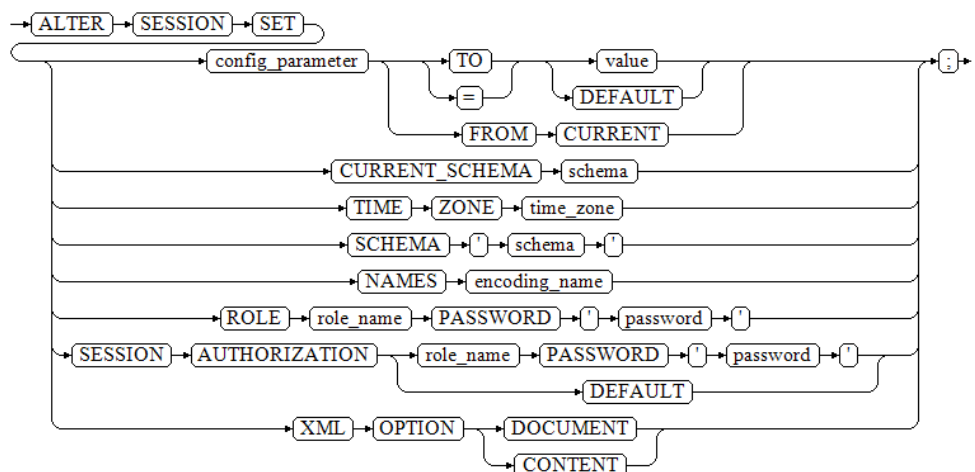 ALTER SESSION SET
config_parameter TO value ;
= DEFAULT
FROM CURRENT
CURRENT_SCHEMA schema
TIME ZONE time_zone
SCHEMA ' schema '
NAMES encoding_name
ROLE role_name PASSWORD ' password '
SESSION AUTHORIZATION role_name PASSWORD ' password '
DEFAULT
XML OPTION DOCUMENT
CONTENT